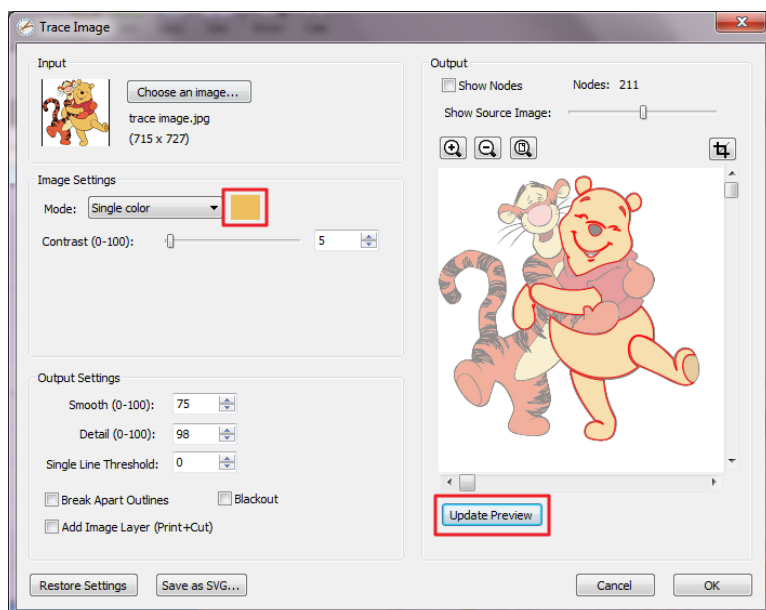 Trace Image
Input
Choose an image...
trace image.jpg
(715 x 727)
Image Settings
Mode: Single color
Contrast (0-100): 5
Output Settings
Smooth (0-100): 75
Detail (0-100): 98
Single Line Threshold: 0
Break Apart Outlines Blackout
Add Image Layer (Print+Cut)
Restore Settings Save as SVG...
Output
Show Nodes Nodes: 211
Show Source Image:
Update Preview
Cancel OK